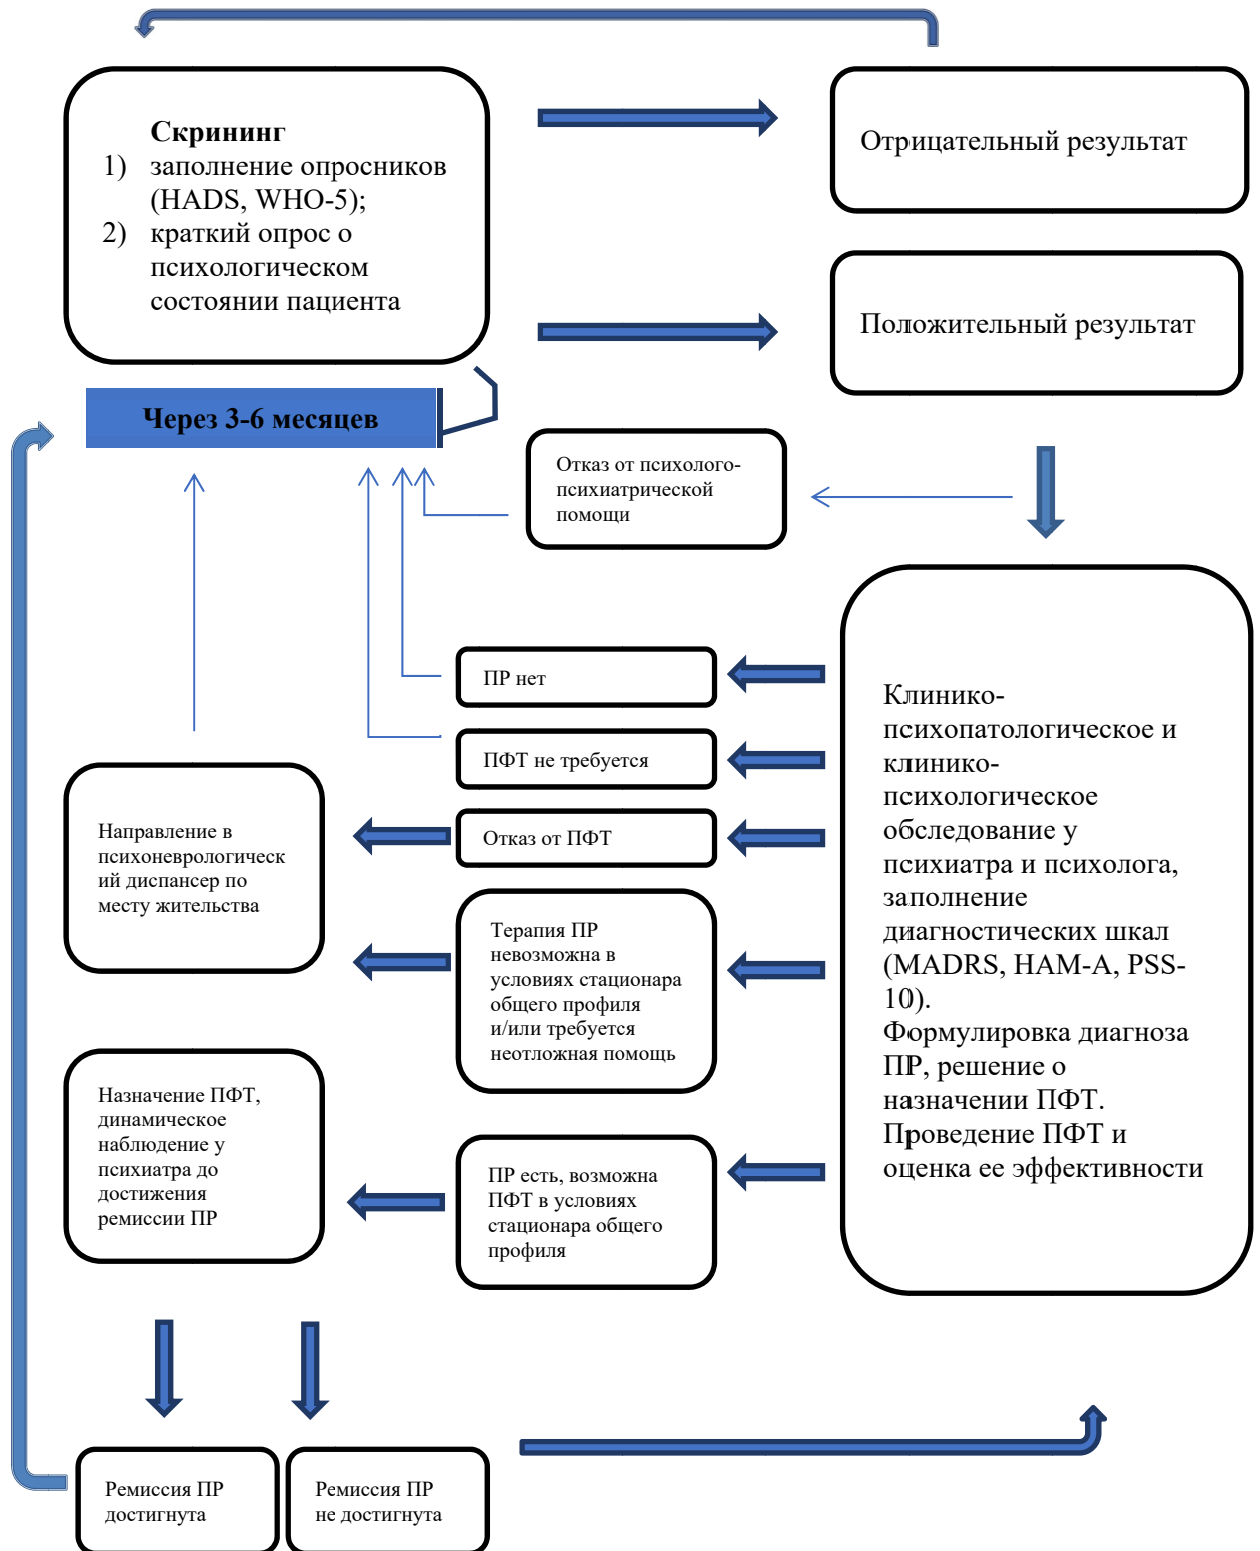 Скрининг
1) заполнение опросников
(HADS, WHO-5);
2) краткий опрос о
психологическом
состоянии пациента
Отрицательный результат
Положительный результат
Через 3-6 месяцев
Отказ от психолого-
психиатрической
помощи
ПР нет
ПФТ не требуется
Отказ от ПФТ
Терапия ПР
невозможна в
условиях стационара
общего профиля
и/или требуется
неотложная помощь
ПР есть, возможна
ПФТ в условиях
стационара общего
профиля
Клинико-
психопатологическое и
клинико-
психологическое
обследование у
психиатра и психолога,
заполнение
диагностических шкал
(MADRS, HAM-A, PSS-
10).
Формулировка диагноза
ПР, решение о
назначении ПФТ.
Проведение ПФТ и
оценка ее эффективности
Направление в
психоневрологическ
ий диспансер по
месту жительства
Назначение ПФТ,
динамическое
наблюдение у
психиатра до
достижения
ремиссии ПР
Ремиссия ПР
достигнута
Ремиссия ПР
не достигнута